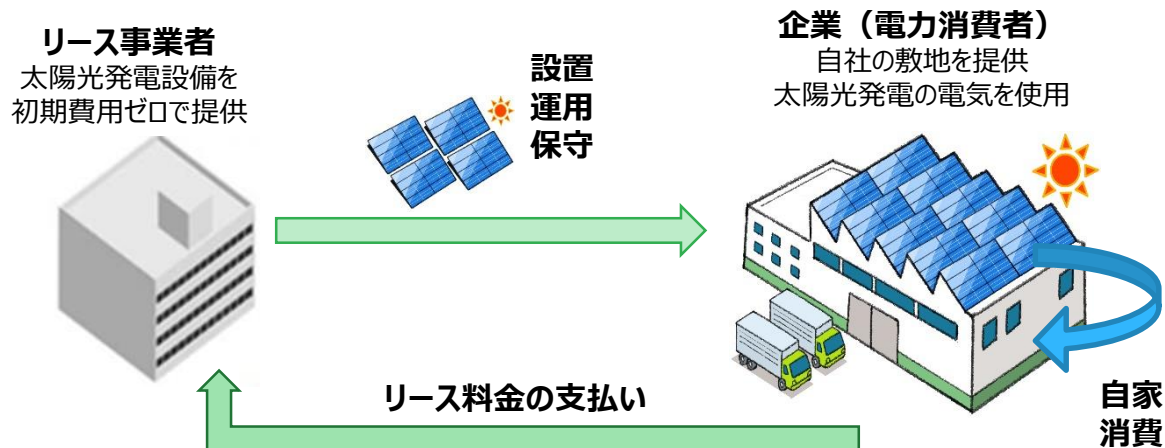 リース事業者
太陽光発電設備を
初期費用ゼロで提供
設置
運用
保守
企業（電力消費者）
自社の敷地を提供
太陽光発電の電気を使用
リース料金の支払い
自家
消費